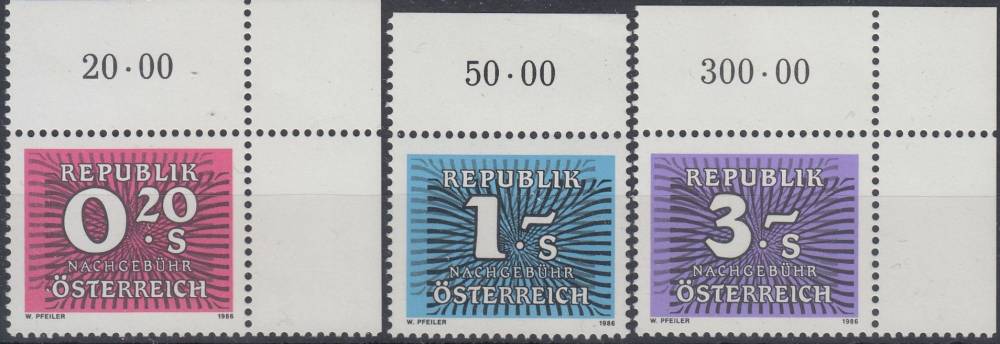 20·00
REPUBLIK
0·20 S
NACHGEBÜHR
ÖSTERREICH
W. PFEILER 1986
50·00
REPUBLIK
1·- S
NACHGEBÜHR
ÖSTERREICH
W. PFEILER 1986
300·00
REPUBLIK
3·- S
NACHGEBÜHR
ÖSTERREICH
W. PFEILER 1986